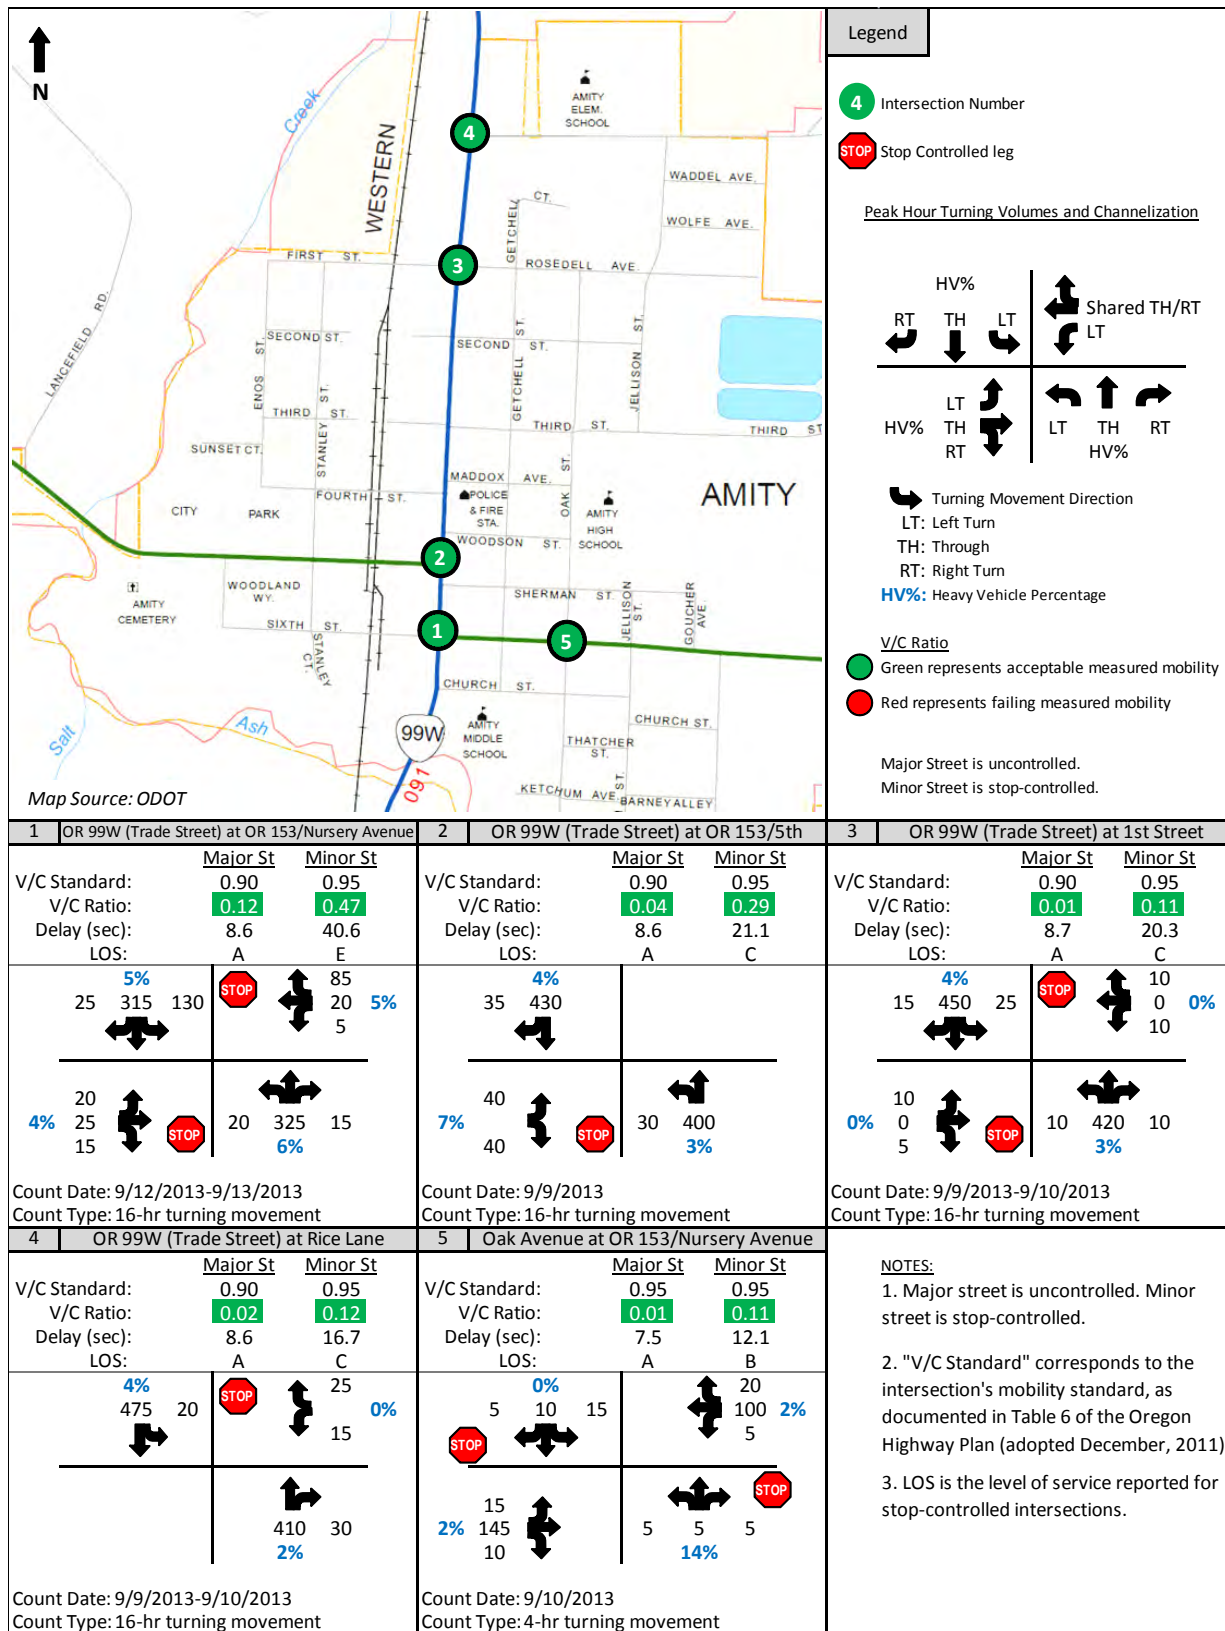 N
Creek
WESTERN
AMITY
ELEM.
SCHOOL
4
WADDEL AVE.
CT.
GETCHELL
WOLFE AVE.
FIRST ST.
3
ROSEDELL AVE.
LANCEFIELD RD.
SECOND ST.
SECOND ST.
ENOS ST.
STANLEY ST.
GETCHELL ST.
JELLISON ST.
THIRD ST.
THIRD ST.
THIRD ST
SUNSET CT.
MADDOX AVE.
OAK ST.
FOURTH ST.
POLICE
& FIRE
STA.
AMITY
HIGH
SCHOOL
AMITY
CITY PARK
WOODSON ST.
2
WOODLAND
WY.
SHERMAN ST.
AMITY
CEMETERY
SIXTH ST.
STANLEY
CT.
1
5
JELLISON
ST.
GOUCHER
AVE.
CHURCH ST.
CHURCH ST.
Salt
Ash
99W
091
AMITY
MIDDLE
SCHOOL
THATCHER
ST.
KETCHUM AVE.
ST.
BARNEY ALLEY
Map Source: ODOT
Legend
4 Intersection Number
STOP Stop Controlled leg
Peak Hour Turning Volumes and Channelization
HV%
RT TH LT
Shared TH/RT
LT
LT
HV% TH
RT
LT TH RT
HV%
Turning Movement Direction
LT: Left Turn
TH: Through
RT: Right Turn
HV%: Heavy Vehicle Percentage
V/C Ratio
Green represents acceptable measured mobility
Red represents failing measured mobility
Major Street is uncontrolled.
Minor Street is stop-controlled.
1 OR 99W (Trade Street) at OR 153/Nursery Avenue
Major St Minor St
V/C Standard: 0.90 0.95
V/C Ratio: 0.12 0.47
Delay (sec): 8.6 40.6
LOS: A E
5%
25 315 130
STOP
85
20 5%
5
20
4% 25
15
STOP
20 325 15
6%
Count Date: 9/12/2013-9/13/2013
Count Type: 16-hr turning movement
2 OR 99W (Trade Street) at OR 153/5th
Major St Minor St
V/C Standard: 0.90 0.95
V/C Ratio: 0.04 0.29
Delay (sec): 8.6 21.1
LOS: A C
4%
35 430
40
7%
40
STOP
30 400
3%
Count Date: 9/9/2013
Count Type: 16-hr turning movement
3 OR 99W (Trade Street) at 1st Street
Major St Minor St
V/C Standard: 0.90 0.95
V/C Ratio: 0.01 0.11
Delay (sec): 8.7 20.3
LOS: A C
4%
15 450 25
STOP
10
0 0%
10
10
0% 0
5
STOP
10 420 10
3%
Count Date: 9/9/2013-9/10/2013
Count Type: 16-hr turning movement
4 OR 99W (Trade Street) at Rice Lane
Major St Minor St
V/C Standard: 0.90 0.95
V/C Ratio: 0.02 0.12
Delay (sec): 8.6 16.7
LOS: A C
4%
475 20
STOP
25
0%
15
410 30
2%
Count Date: 9/9/2013-9/10/2013
Count Type: 16-hr turning movement
5 Oak Avenue at OR 153/Nursery Avenue
Major St Minor St
V/C Standard: 0.95 0.95
V/C Ratio: 0.01 0.11
Delay (sec): 7.5 12.1
LOS: A B
0%
5 10 15
STOP
20
100 2%
5
15
2% 145
10
STOP
5 5 5
14%
Count Date: 9/10/2013
Count Type: 4-hr turning movement
NOTES:
1. Major street is uncontrolled. Minor
street is stop-controlled.
2. "V/C Standard" corresponds to the
intersection's mobility standard, as
documented in Table 6 of the Oregon
Highway Plan (adopted December, 2011)
3. LOS is the level of service reported for
stop-controlled intersections.